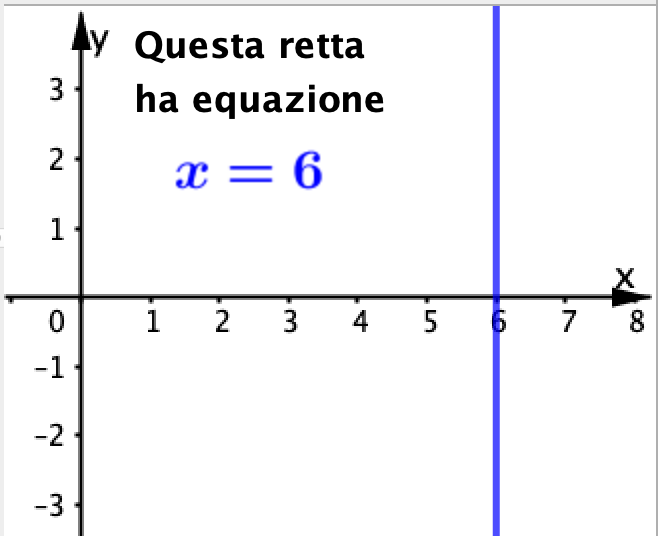 y
Questa retta
ha equazione
x = 6
3
2
1
x
0 1 2 3 4 5 6 7 8
-1
-2
-3